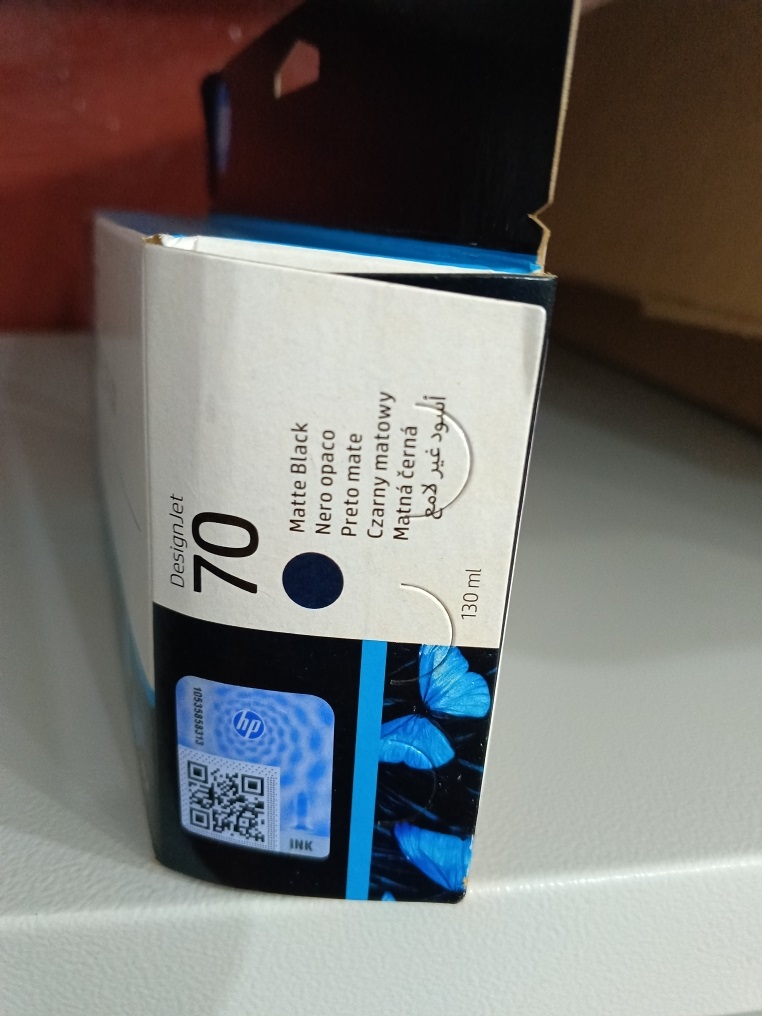 DesignJet
70
Matte Black
Nero opaco
Preto mate
Czarny matowy
Matná černá
أسود غير لامع
130 ml
hp
10535858313
INK